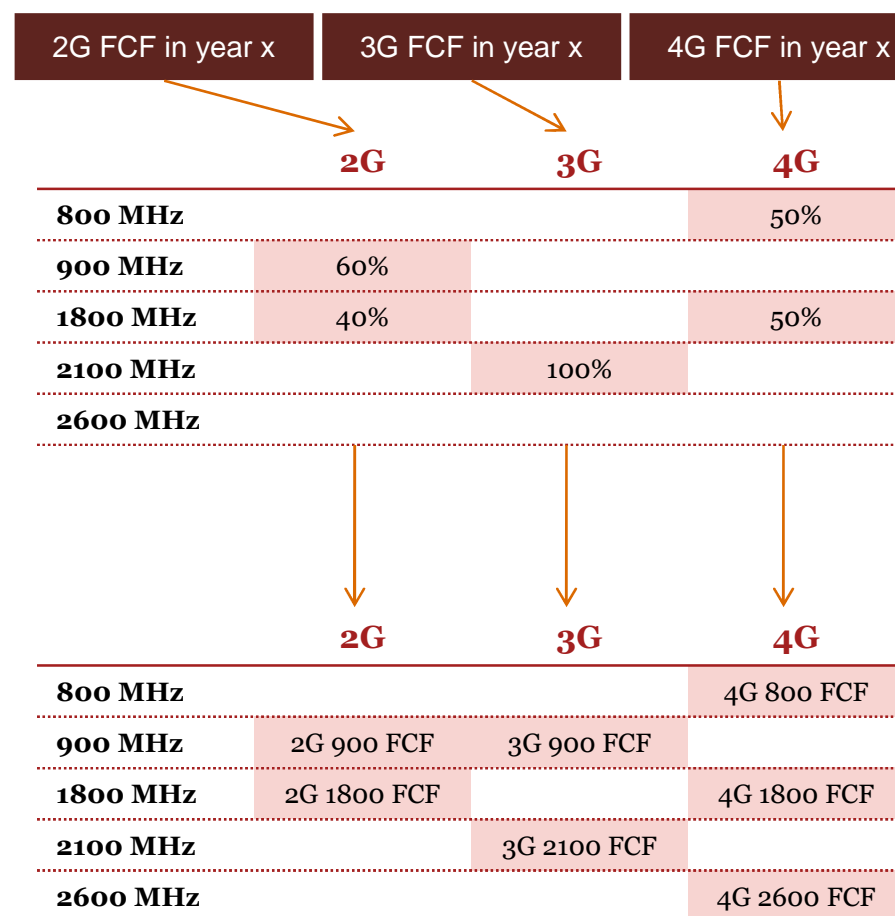 2G FCF in year x 3G FCF in year x 4G FCF in year x
2G 3G 4G
800 MHz 50%
900 MHz 60%
1800 MHz 40% 50%
2100 MHz 100%
2600 MHz
2G 3G 4G
800 MHz 4G 800 FCF
900 MHz 2G 900 FCF 3G 900 FCF
1800 MHz 2G 1800 FCF 4G 1800 FCF
2100 MHz 3G 2100 FCF
2600 MHz 4G 2600 FCF